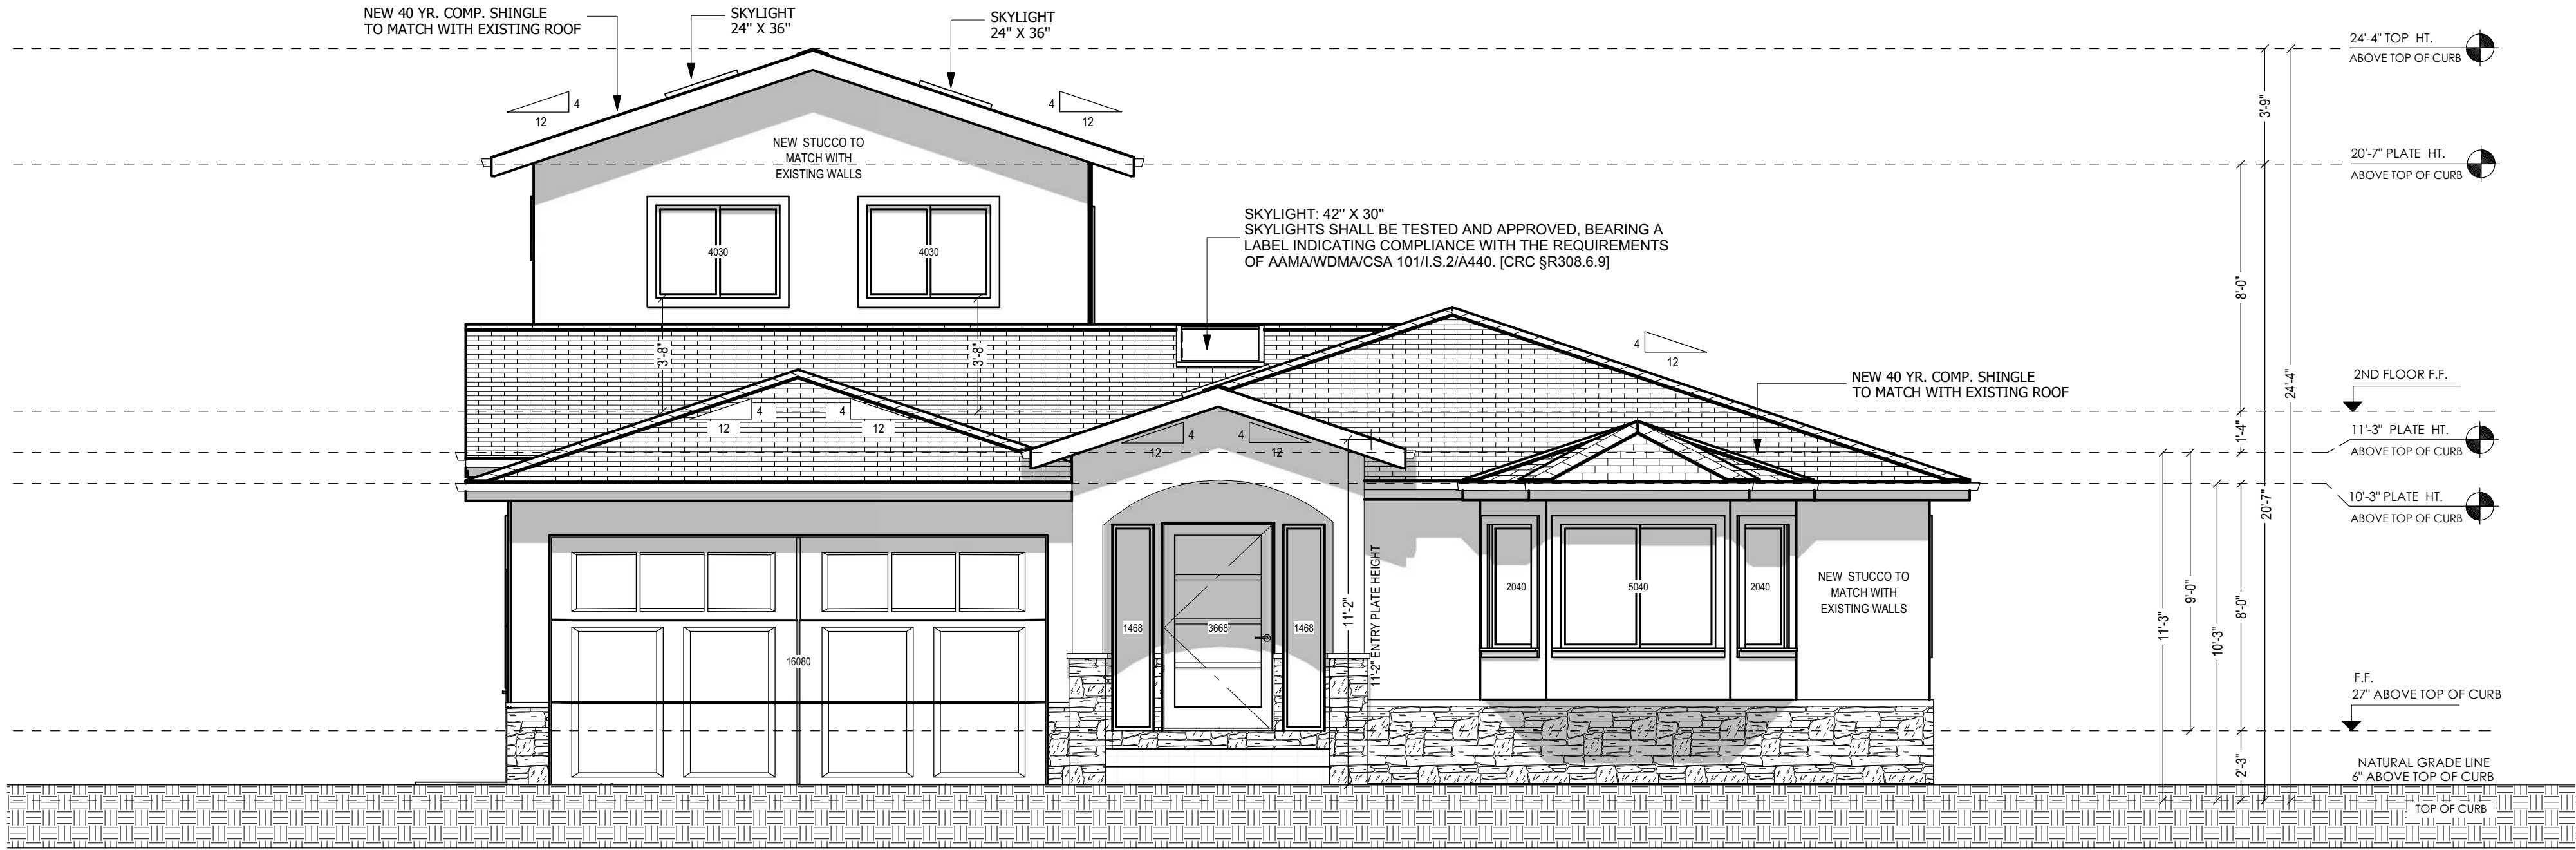 NEW 40 YR. COMP. SHINGLE
TO MATCH WITH EXISTING ROOF
SKYLIGHT
24" X 36"
SKYLIGHT
24" X 36"
24'-4" TOP HT.
ABOVE TOP OF CURB
4
12
4
12
3'-9"
NEW STUCCO TO
MATCH WITH
EXISTING WALLS
20'-7" PLATE HT.
ABOVE TOP OF CURB
4030
4030
SKYLIGHT: 42" X 30"
SKYLIGHTS SHALL BE TESTED AND APPROVED, BEARING A
LABEL INDICATING COMPLIANCE WITH THE REQUIREMENTS
OF AAMA/WDMA/CSA 101/I.S.2/A440. [CRC §R308.6.9]
8'-0"
3'-8"
3'-8"
4
12
NEW 40 YR. COMP. SHINGLE
TO MATCH WITH EXISTING ROOF
24'-4"
2ND FLOOR F.F.
4
12
4
12
4
12
4
12
1'-4"
11'-3" PLATE HT.
ABOVE TOP OF CURB
20'-7"
10'-3" PLATE HT.
ABOVE TOP OF CURB
2040
5040
2040
NEW STUCCO TO
MATCH WITH
EXISTING WALLS
11'-3"
9'-0"
10'-3"
8'-0"
1468
3668
1468
11'-2"
11'-2" ENTRY PLATE HEIGHT
16080
F.F.
27" ABOVE TOP OF CURB
2'-3"
NATURAL GRADE LINE
6" ABOVE TOP OF CURB
TOP OF CURB